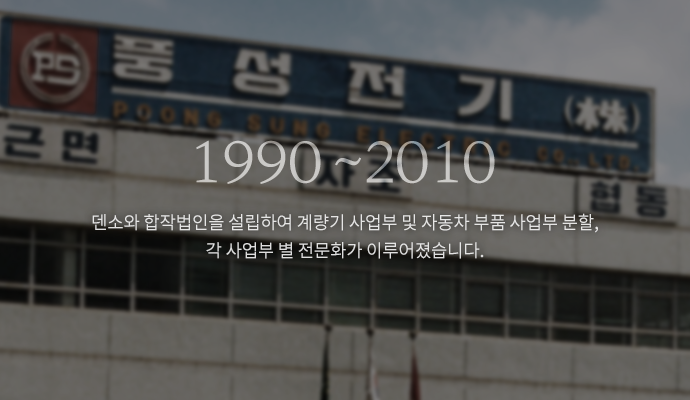 PS
풍성전기(株)
POONG SUNG ELECTRIC CO.,LTD.
근면
자조
협동
1990~2010
덴소와 합작법인을 설립하여 계량기 사업부 및 자동차 부품 사업부 분할,
각 사업부 별 전문화가 이루어졌습니다.